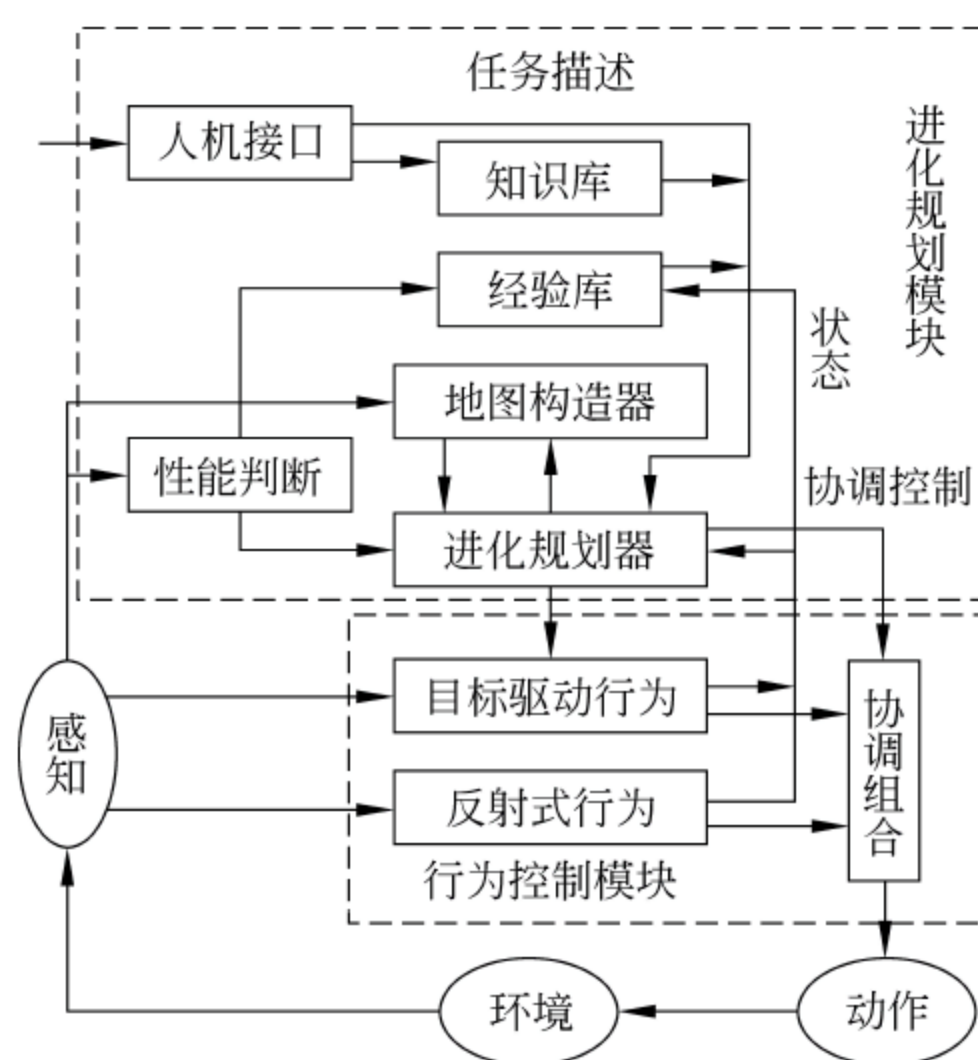 任务描述
人机接口
进化规划模块
知识库
经验库
状态
地图构造器
性能判断
协调控制
进化规划器
目标驱动行为
感知
协调组合
反射式行为
行为控制模块
环境
动作